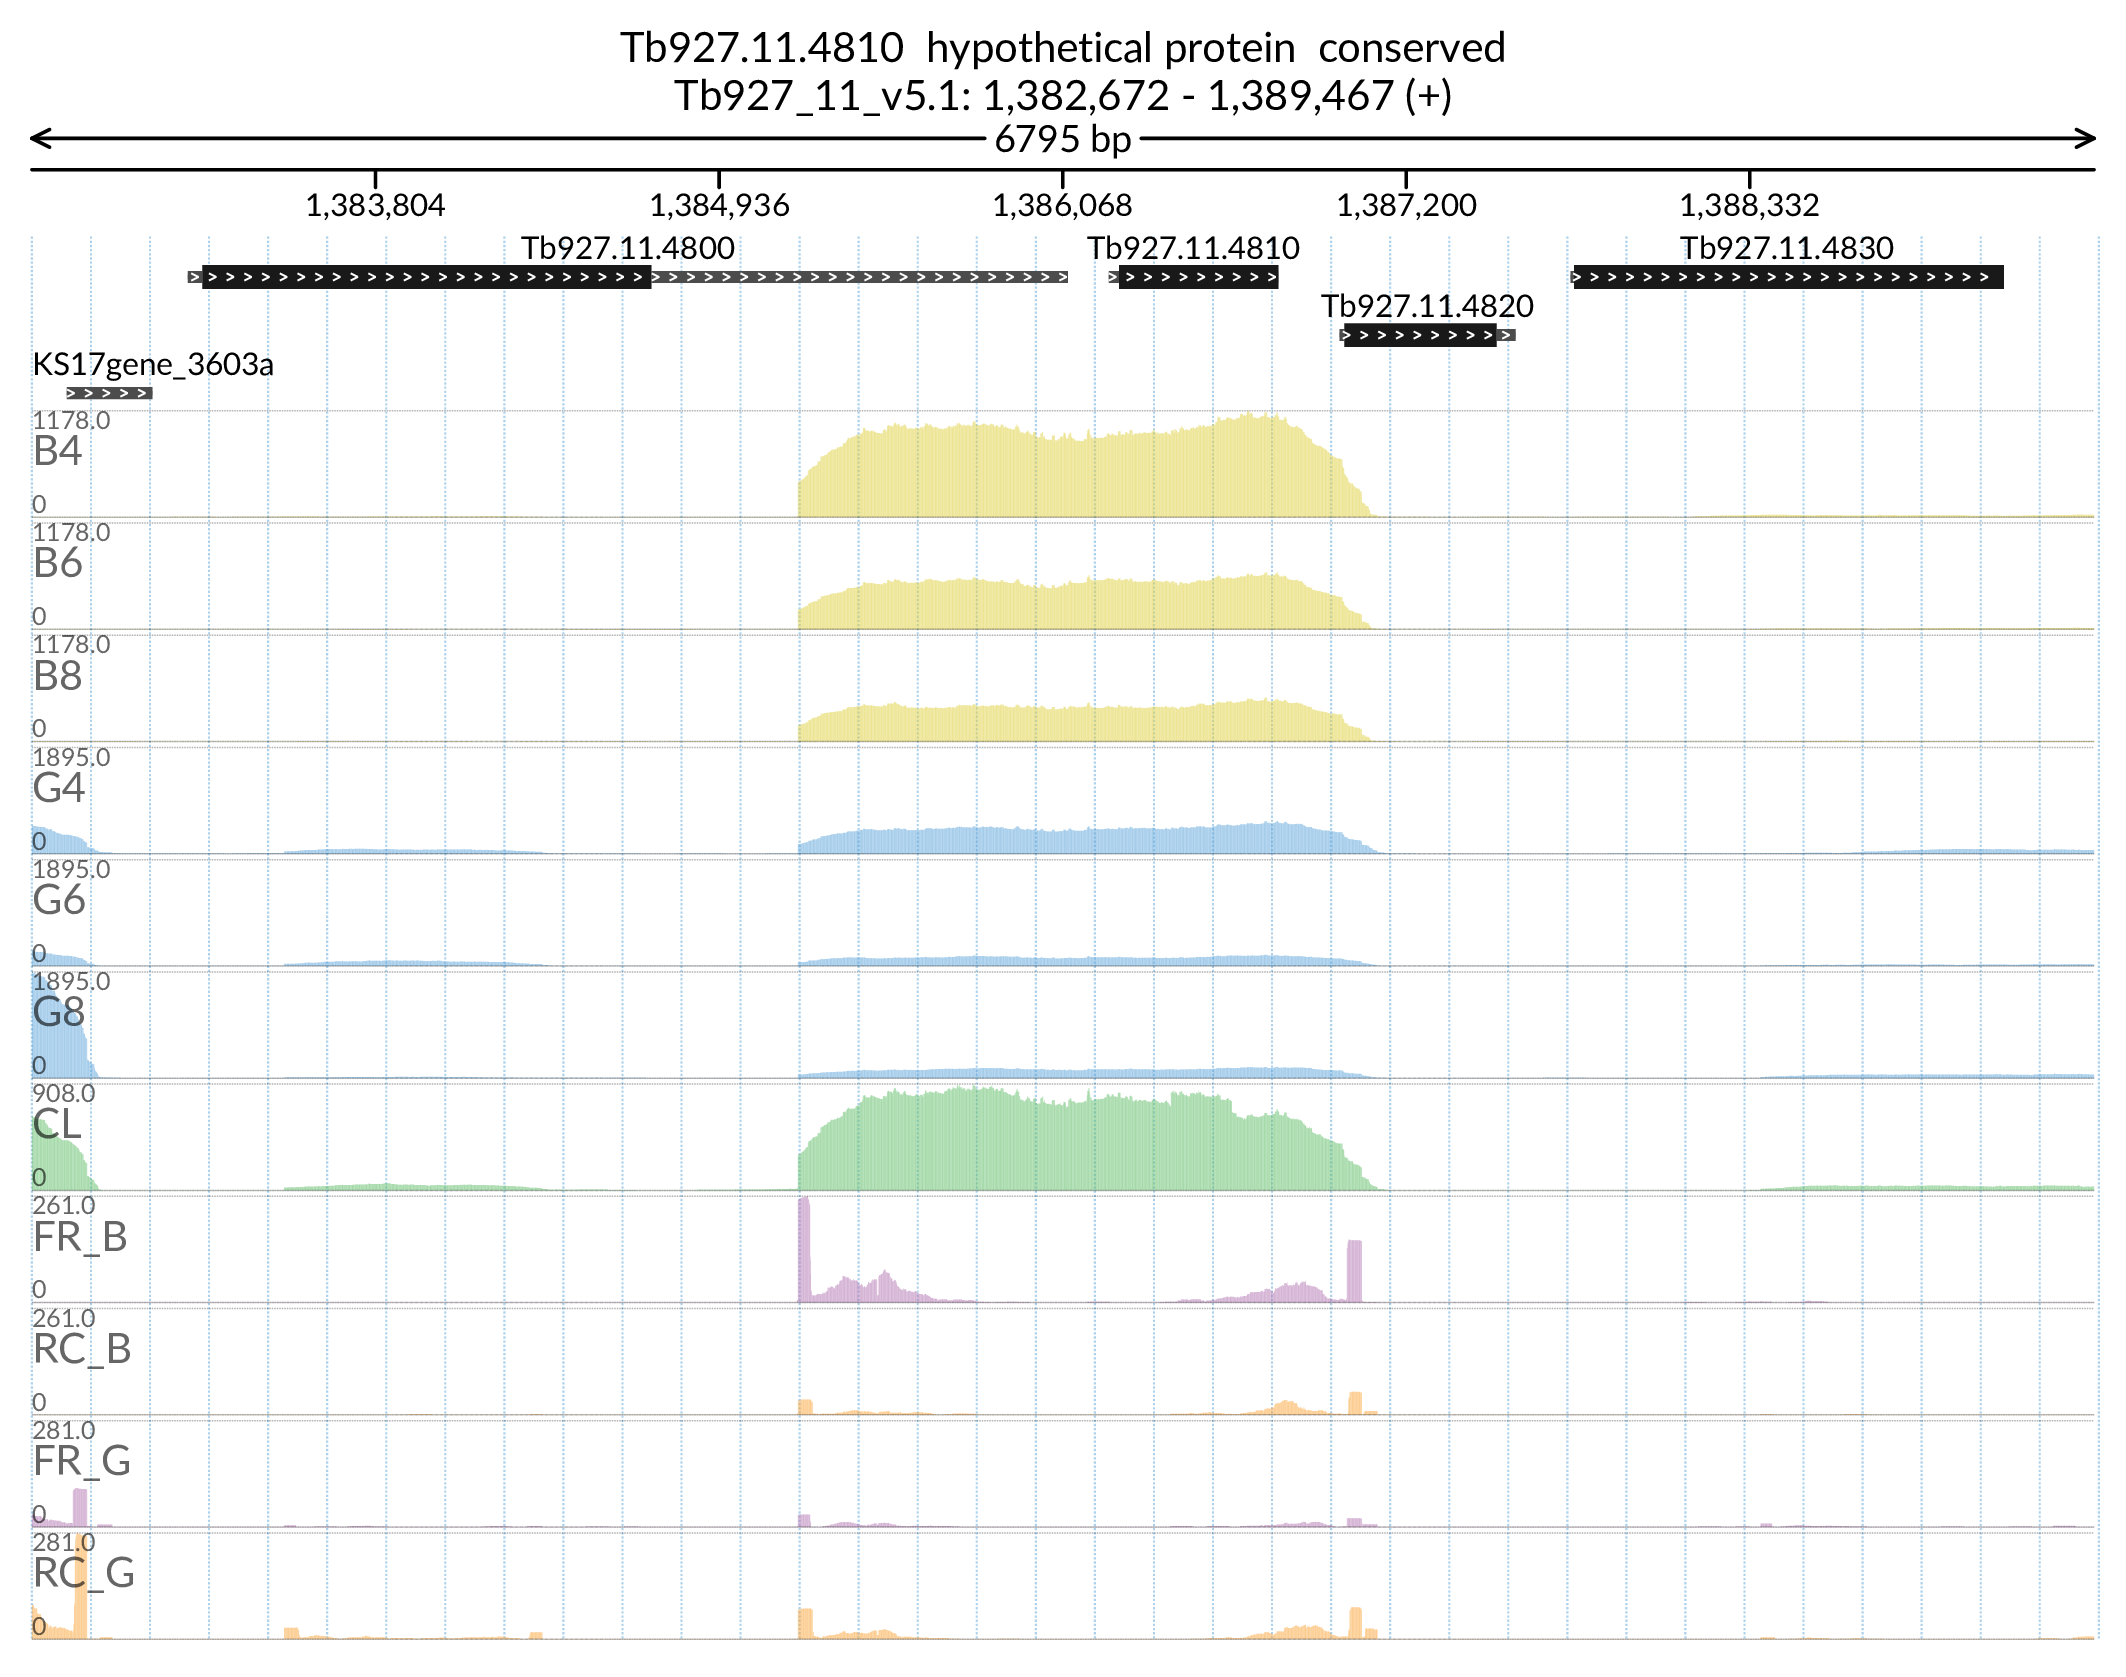 Tb927.11.4810 hypothetical protein conserved
Tb927_11_v5.1: 1,382,672 - 1,389,467 (+)
6795 bp
1,383,804 1,384,936 1,386,068 1,387,200 1,388,332
Tb927.11.4800 Tb927.11.4810 Tb927.11.4830
Tb927.11.4820
KS17gene_3603a
1178.0
B4
0
1178.0
B6
0
1178.0
B8
0
1895.0
G4
0
1895.0
G6
0
1895.0
G8
0
908.0
CL
0
261.0
FR_B
0
261.0
RC_B
0
281.0
FR_G
0
281.0
RC_G
0